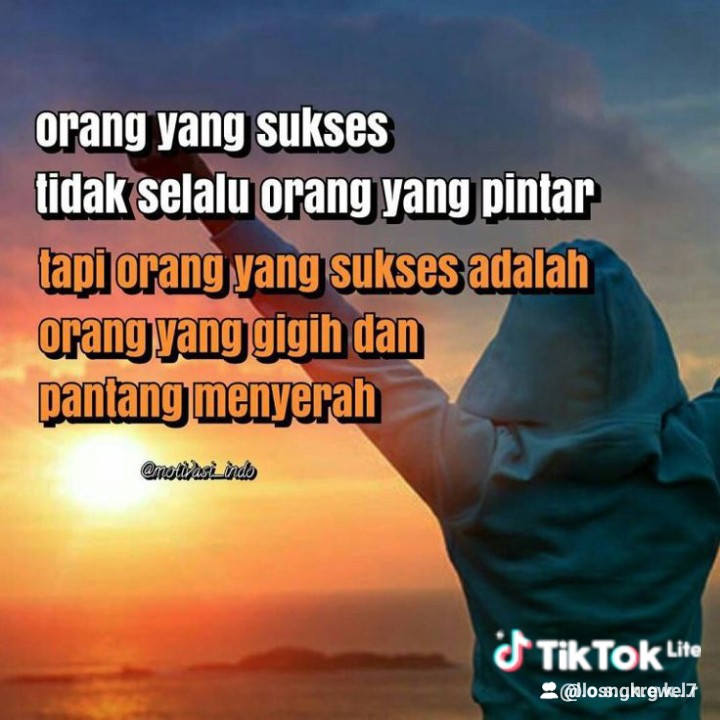 orang yang sukses
tidak selalu orang yang pintar
tapi orang yang sukses adalah
orang yang gigih dan
pantang menyerah
@motivasi_indo
TikTok Lite